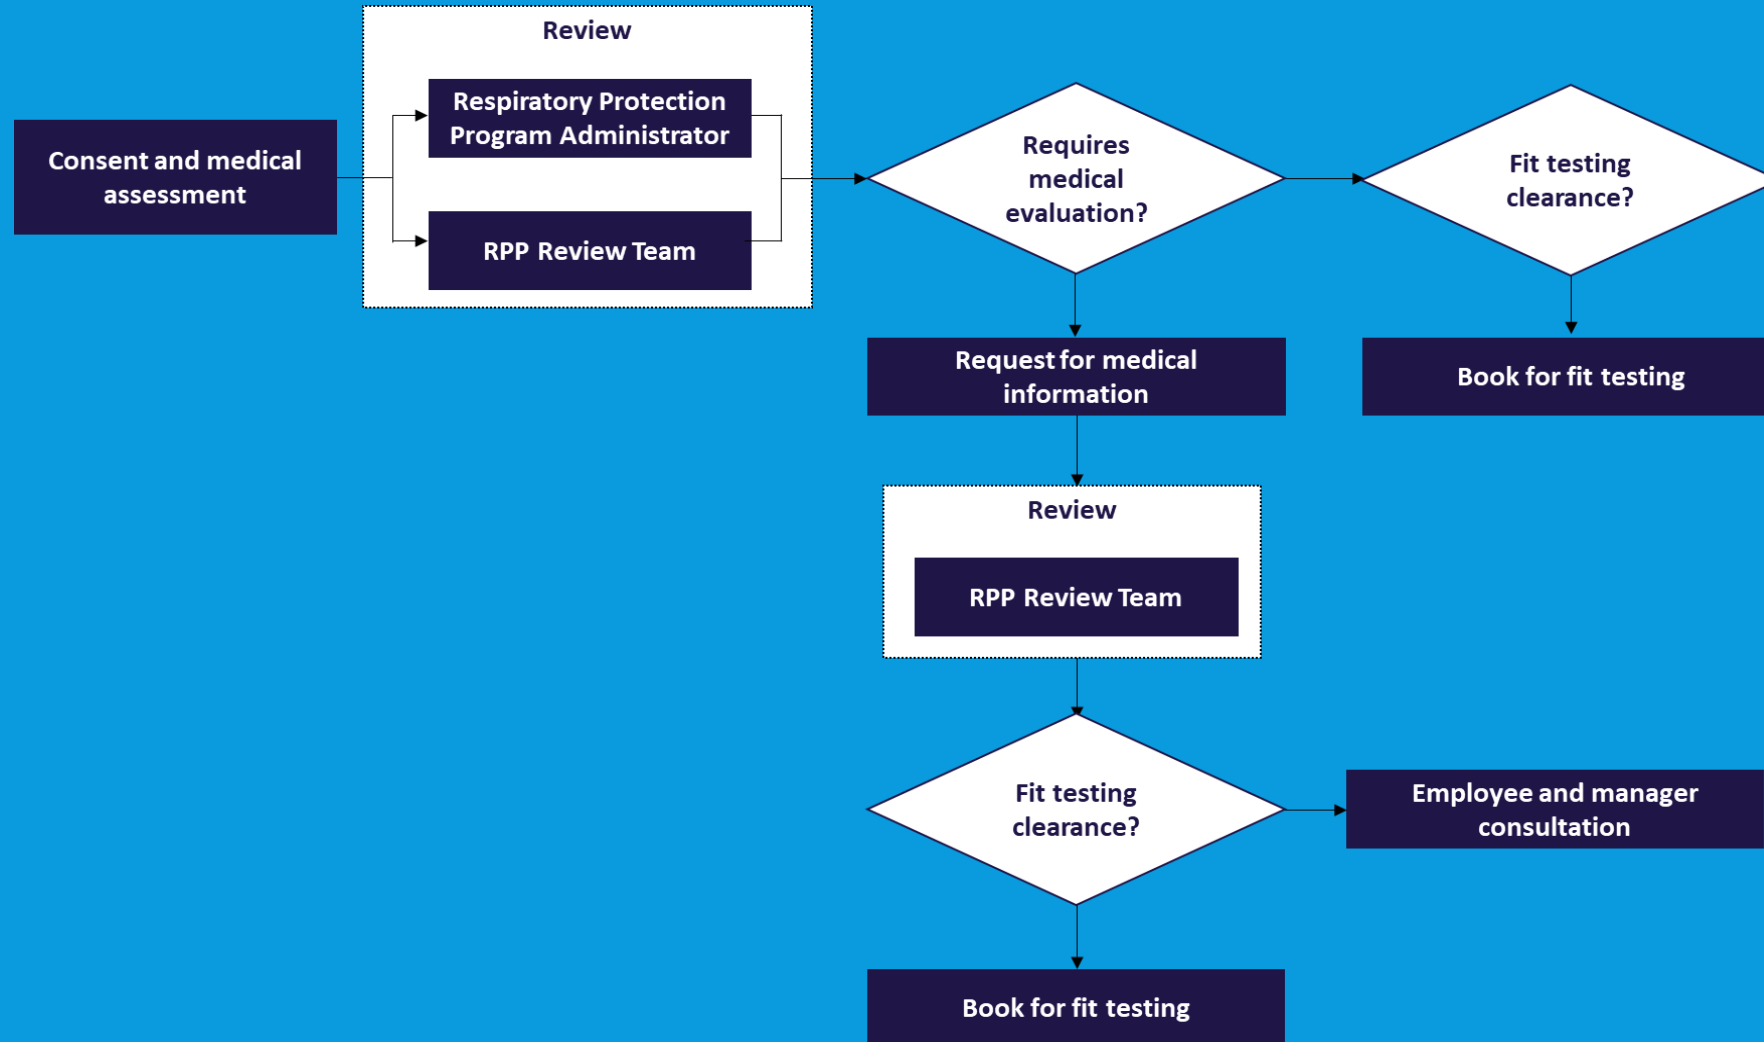 Review
Respiratory Protection
Program Administrator
Consent and medical
assessment
RPP Review Team
Requires
medical
evaluation?
Fit testing
clearance?
Request for medical
information
Book for fit testing
Review
RPP Review Team
Fit testing
clearance?
Employee and manager
consultation
Book for fit testing